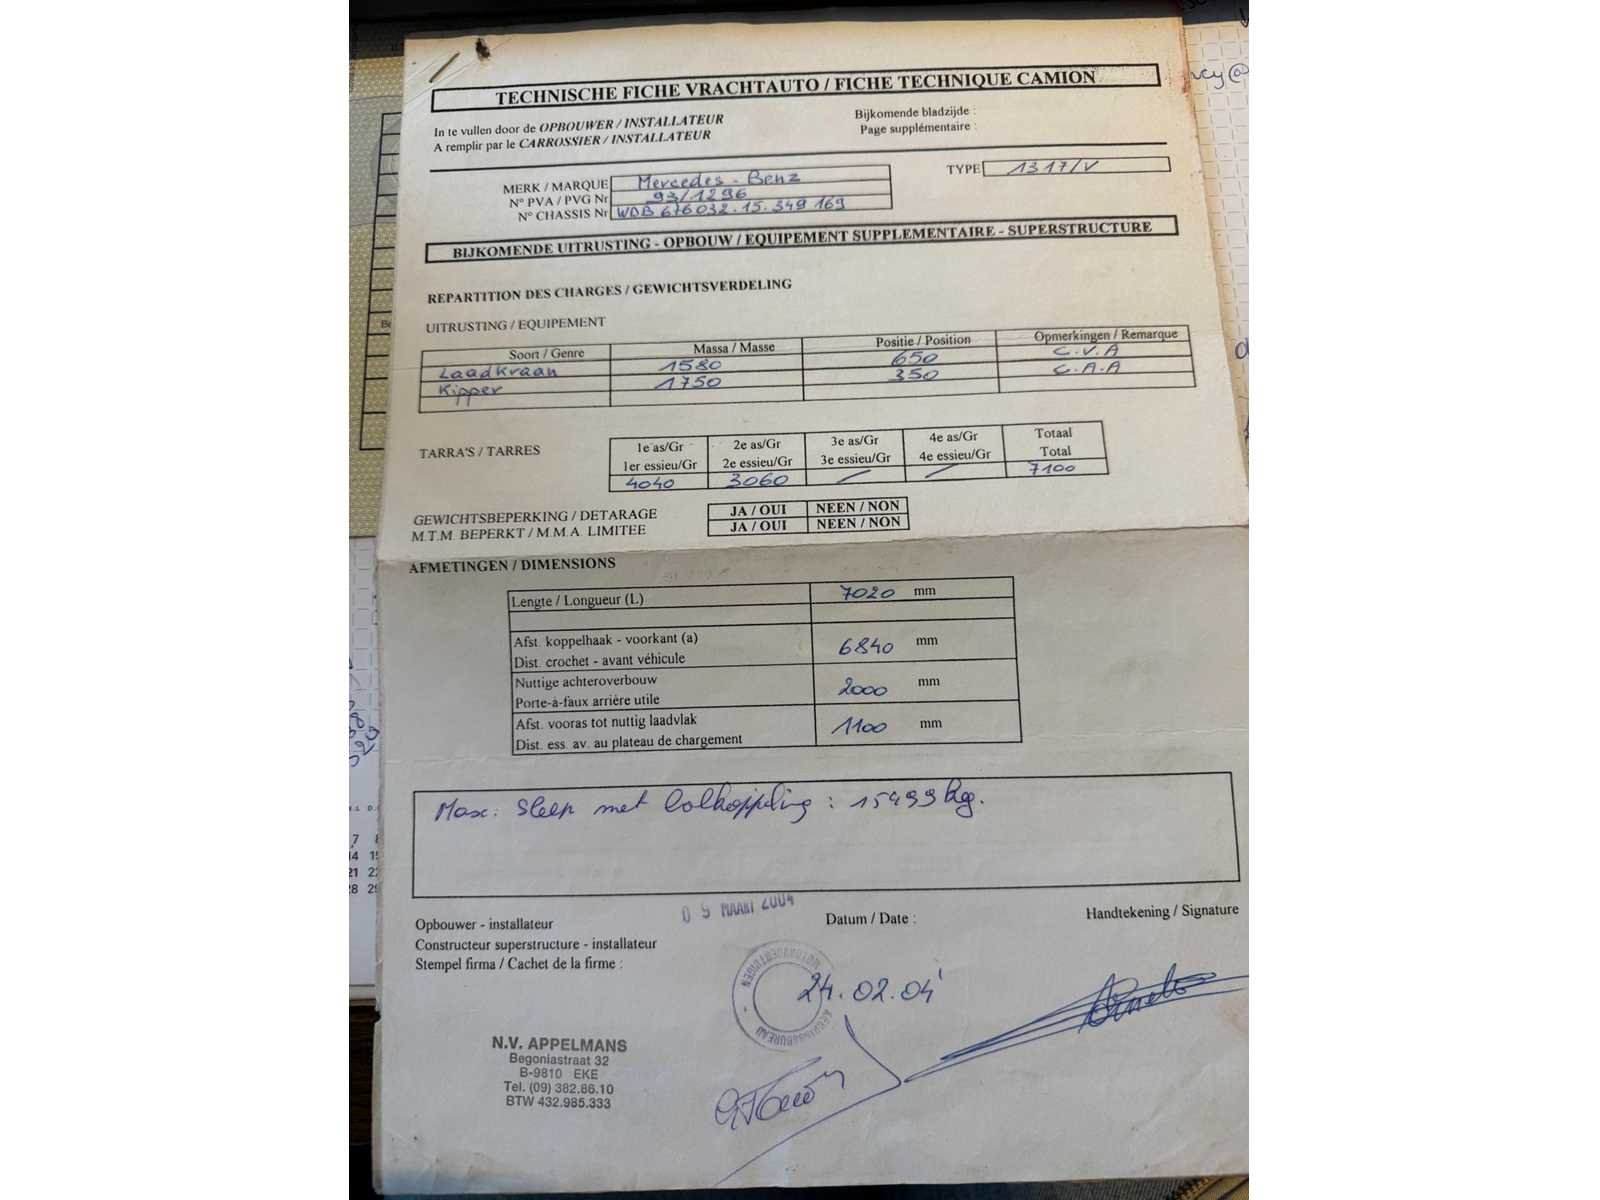 TECHNISCHE FICHE VRACHTAUTO / FICHE TECHNIQUE CAMION
In te vullen door de OPBOUWER / INSTALLATEUR
A remplir par le CARROSSIER / INSTALLATEUR
Bijkomende bladzijde :
Page supplémentaire :
MERK / MARQUE Mercedes - Benz
TYPE 1317/V
N° PVA / PVG Nr 93/1296
N° CHASSIS Nr WDB 676032.15.349169
BIJKOMENDE UITRUSTING - OPBOUW / EQUIPEMENT SUPPLEMENTAIRE - SUPERSTRUCTURE
REPARTITION DES CHARGES / GEWICHTSVERDELING
UITRUSTING / EQUIPEMENT
Soort / Genre Massa / Masse Positie / Position Opmerkingen / Remarque
Laadkraan 1580 650 C.V.A
Kipper 1750 350 C.A.A
TARRA'S / TARRES
1e as/Gr 2e as/Gr 3e as/Gr 4e as/Gr Totaal
1er essieu/Gr 2e essieu/Gr 3e essieu/Gr 4e essieu/Gr Total
4040 3060 / / 7100
GEWICHTSBEPERKING / DETARAGE JA / OUI NEEN / NON
M.T.M. BEPERKT / M.M.A. LIMITEE JA / OUI NEEN / NON
AFMETINGEN / DIMENSIONS
Lengte / Longueur (L) 7020 mm
Afst. koppelhaak - voorkant (a)
Dist. crochet - avant véhicule 6840 mm
Nuttige achteroverbouw
Porte-à-faux arrière utile 2000 mm
Afst. vooras tot nuttig laadvlak
Dist. ess. av. au plateau de chargement 1100 mm
Max: Sleep met bolkoppling : 15499 kg.
Opbouwer - installateur
Constructeur superstructure - installateur
Stempel firma / Cachet de la firme :
0 9 MAART 2004
Datum / Date :
Handtekening / Signature
24.02.04
N.V. APPELMANS
Begoniastraat 32
B-9810 EKE
Tel. (09) 382.86.10
BTW 432.985.333